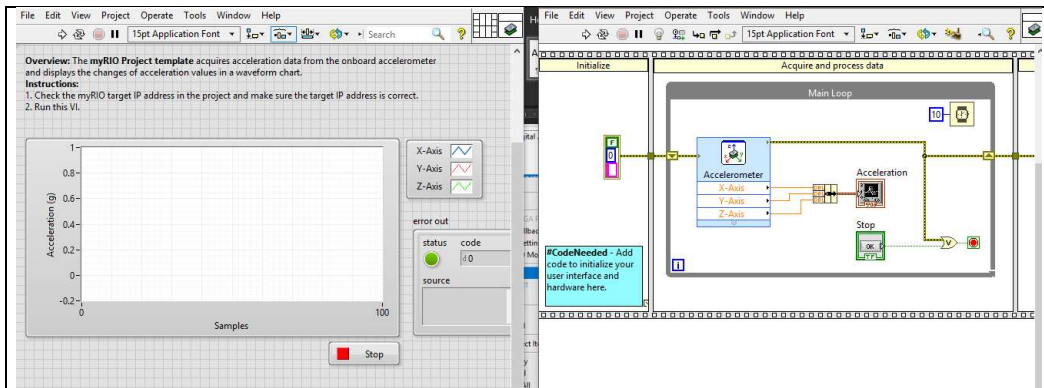 File Edit View Project Operate Tools Window Help
15pt Application Font
Search
Overview: The myRIO Project template acquires acceleration data from the onboard accelerometer
and displays the changes of acceleration values in a waveform chart.
Instructions:
1. Check the myRIO target IP address in the project and make sure the target IP address is correct.
2. Run this VI.
Acceleration (g)
1
0.8
0.6
0.4
0.2
0
-0.2
0
100
Samples
X-Axis
Y-Axis
Z-Axis
error out
status code
d 0
source
Stop
File Edit View Project Operate Tools Window Help
15pt Application Font
Initialize
Acquire and process data
Main Loop
10
F
0
Accelerometer
X-Axis
Y-Axis
Z-Axis
Acceleration
Stop
OK
TF
V
i
#CodeNeeded - Add
code to initialize your
user interface and
hardware here.